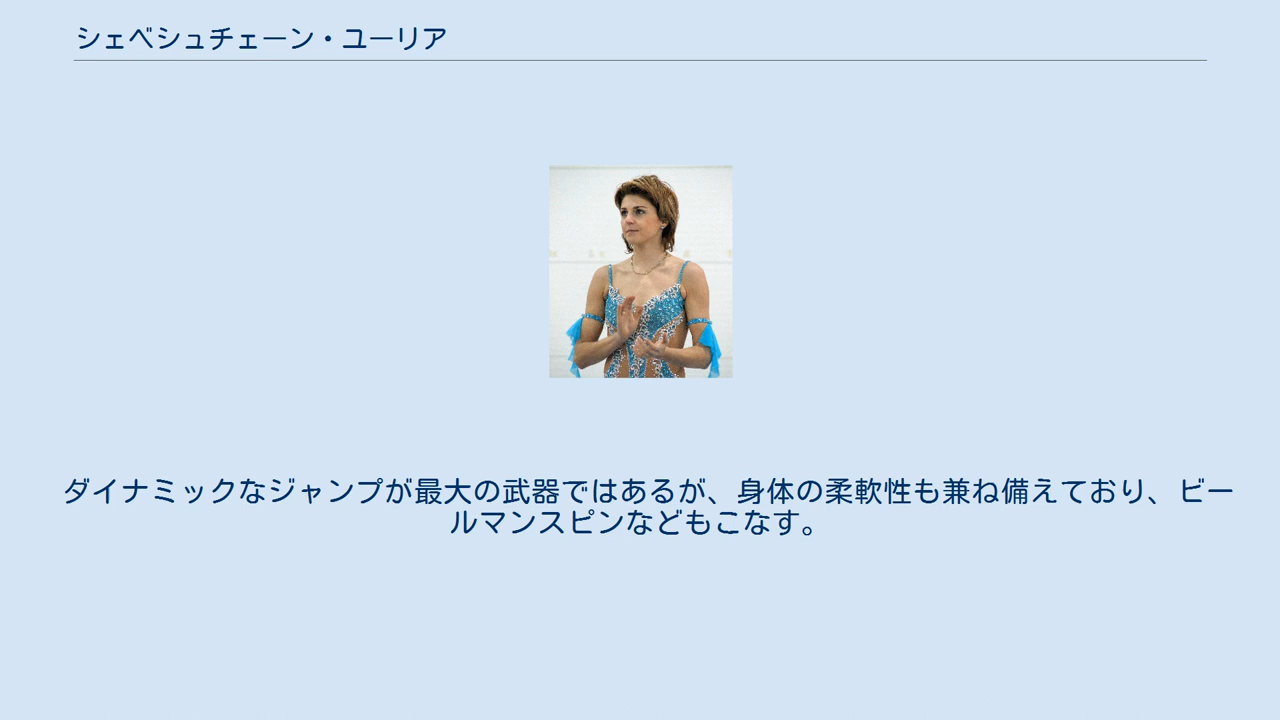 シェベシュチェーン・ユーリア
ダイナミックなジャンプが最大の武器ではあるが、身体の柔軟性も兼ね備えており、ビー
ルマンスピンなどもこなす。